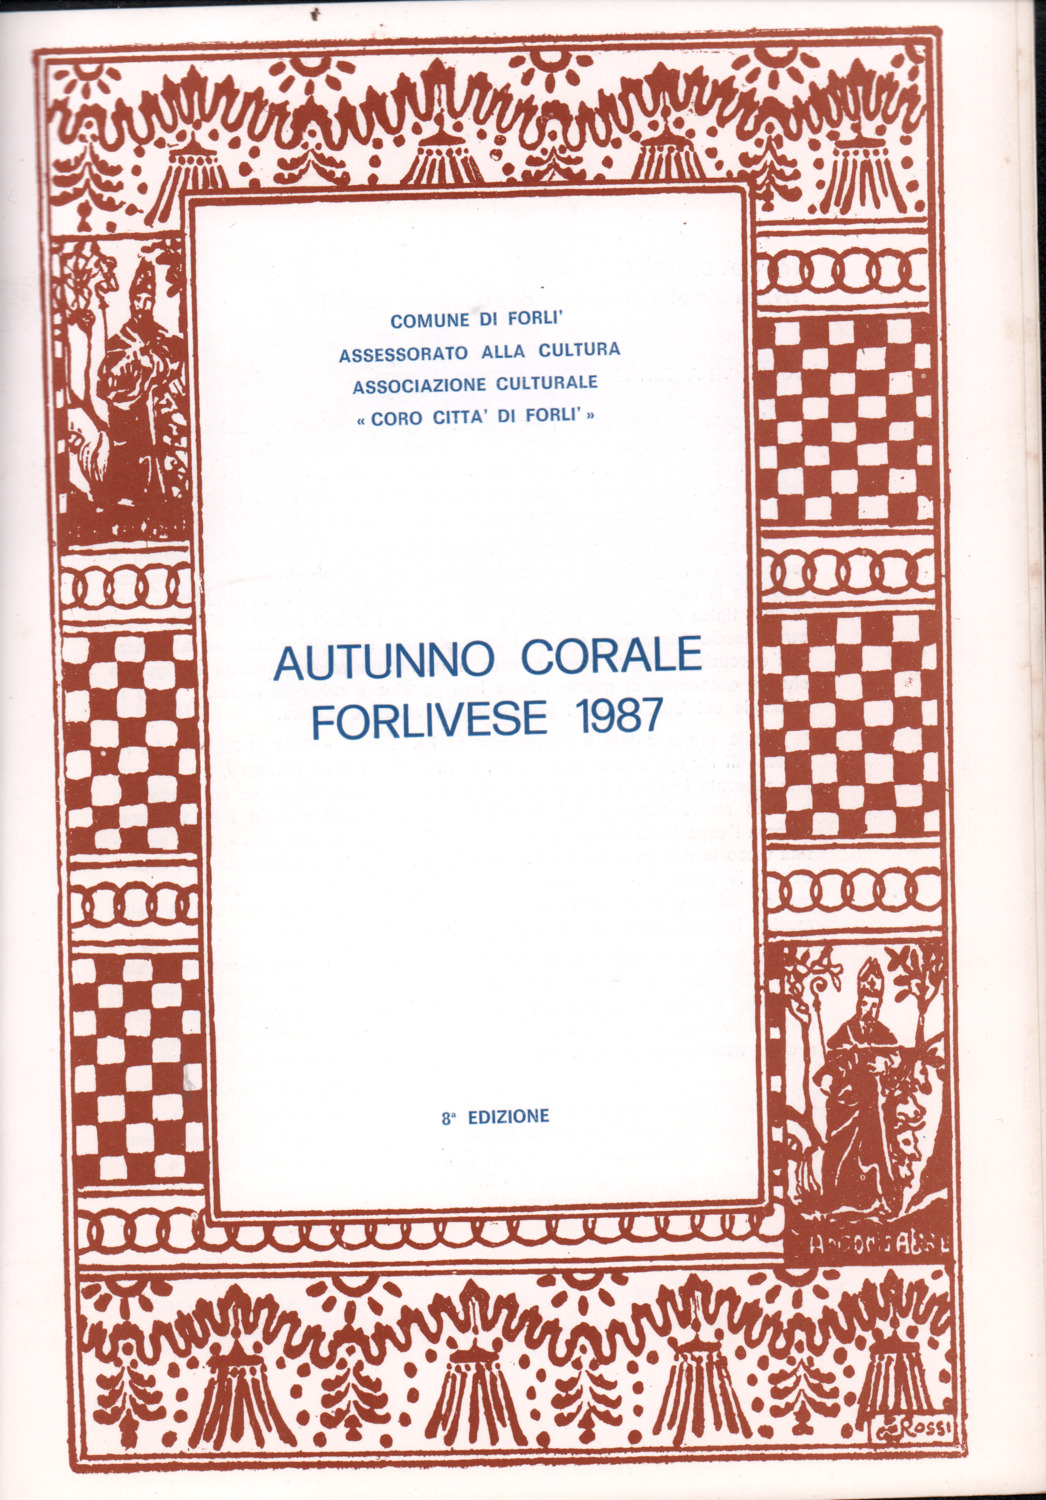 COMUNE DI FORLI'
ASSESSORATO ALLA CULTURA
ASSOCIAZIONE CULTURALE
« CORO CITTA' DI FORLI' »
AUTUNNO CORALE
FORLIVESE 1987
8ª EDIZIONE
ROSSI